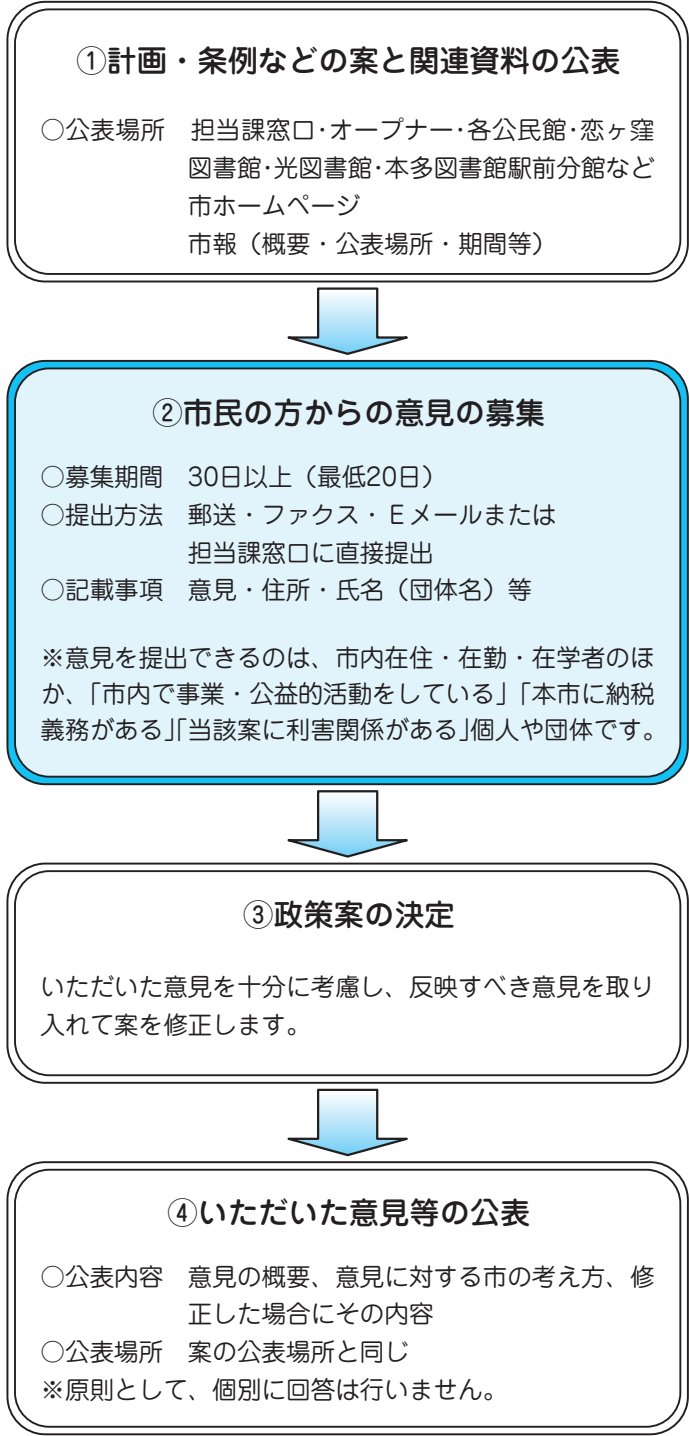 ①計画・条例などの案と関連資料の公表
○公表場所　担当課窓口・オープナー・各公民館・恋ヶ窪
図書館・光図書館・本多図書館駅前分館など
市ホームページ
市報（概要・公表場所・期間等）
②市民の方からの意見の募集
○募集期間　30日以上（最低20日）
○提出方法　郵送・ファクス・Ｅメールまたは
担当課窓口に直接提出
○記載事項　意見・住所・氏名（団体名）等
※意見を提出できるのは、市内在住・在勤・在学者のほ
か、「市内で事業・公益的活動をしている」「本市に納税
義務がある」「当該案に利害関係がある」個人や団体です。
③政策案の決定
いただいた意見を十分に考慮し、反映すべき意見を取り
入れて案を修正します。
④いただいた意見等の公表
○公表内容　意見の概要、意見に対する市の考え方、修
正した場合にその内容
○公表場所　案の公表場所と同じ
※原則として、個別に回答は行いません。